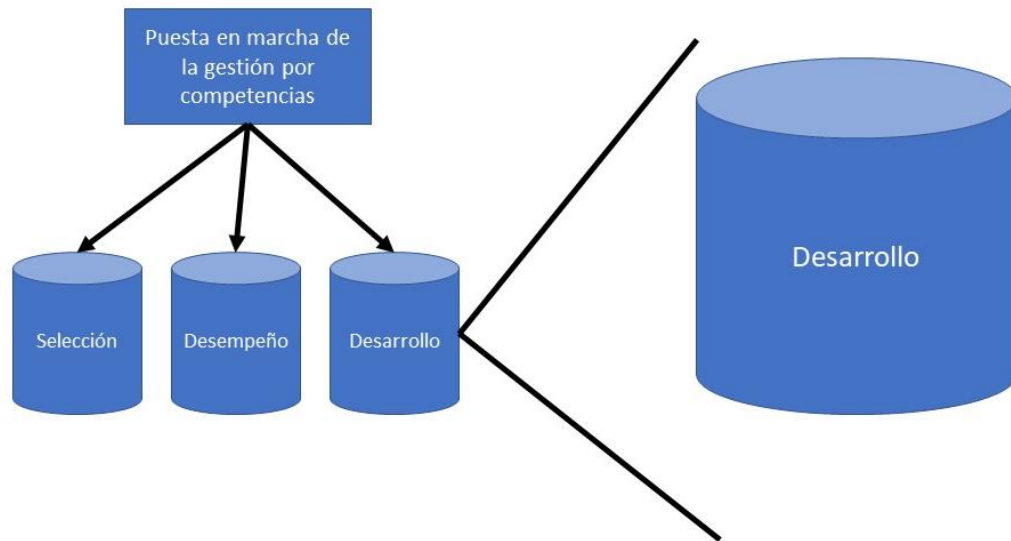 Puesta en marcha de
la gestión por
competencias
Selección
Desempeño
Desarrollo
Desarrollo